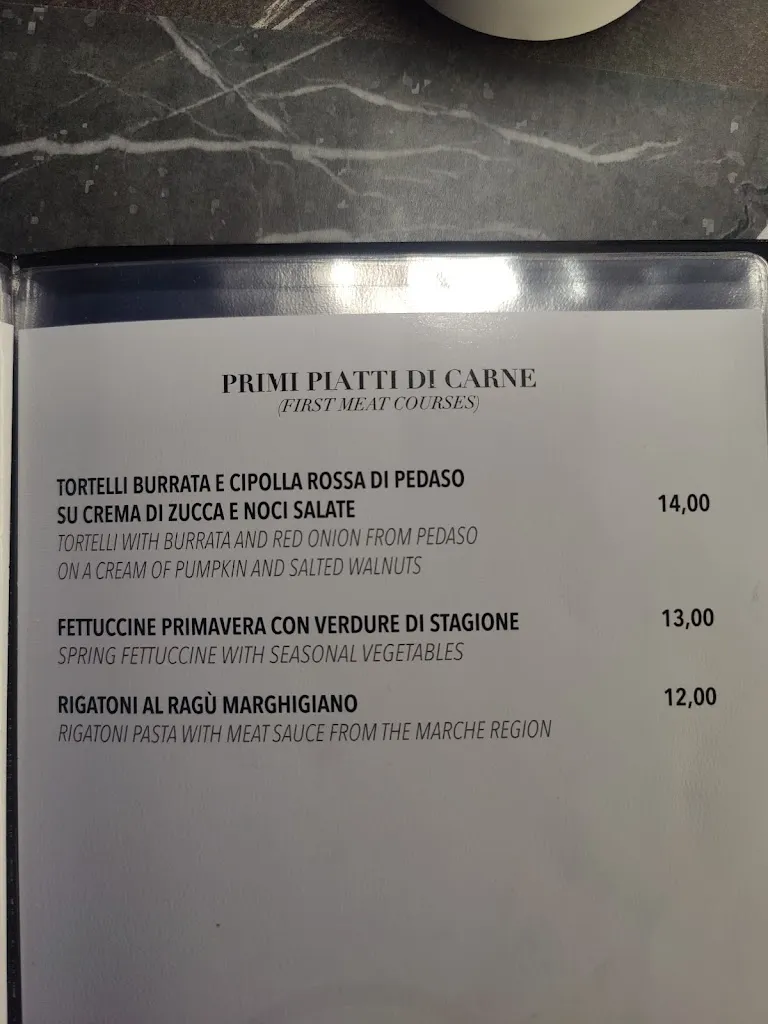 PRIMI PIATTI DI CARNE
(FIRST MEAT COURSES)
TORTELLI BURRATA E CIPOLLA ROSSA DI PEDASO
SU CREMA DI ZUCCA E NOCI SALATE 14,00
TORTELLI WITH BURRATA AND RED ONION FROM PEDASO
ON A CREAM OF PUMPKIN AND SALTED WALNUTS
FETTUCCINE PRIMAVERA CON VERDURE DI STAGIONE 13,00
SPRING FETTUCCINE WITH SEASONAL VEGETABLES
RIGATONI AL RAGÙ MARGHIGIANO 12,00
RIGATONI PASTA WITH MEAT SAUCE FROM THE MARCHE REGION